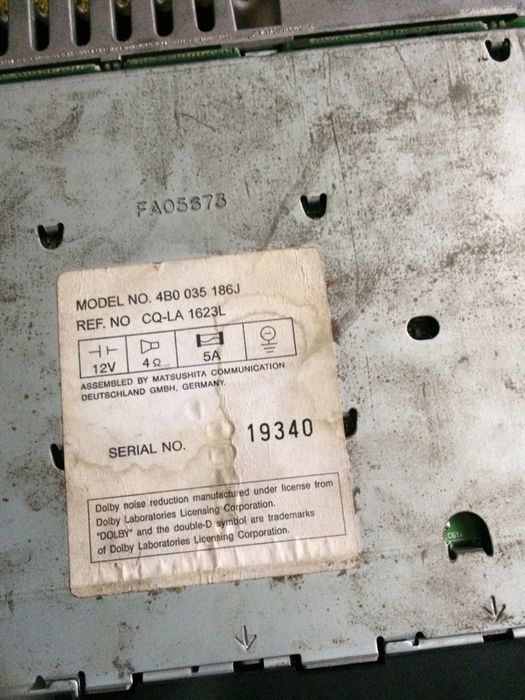 FA05673
MODEL NO. 4B0 035 186J
REF. NO CQ-LA 1623L
12V 4Ω 5A
ASSEMBLED BY MATSUSHITA COMMUNICATION
DEUTSCHLAND GMBH, GERMANY.
SERIAL NO. 19340
Dolby noise reduction manufactured under license from
Dolby Laboratories Licensing Corporation.
"DOLBY" and the double-D symbol are trademarks
of Dolby Laboratories Licensing Corporation.